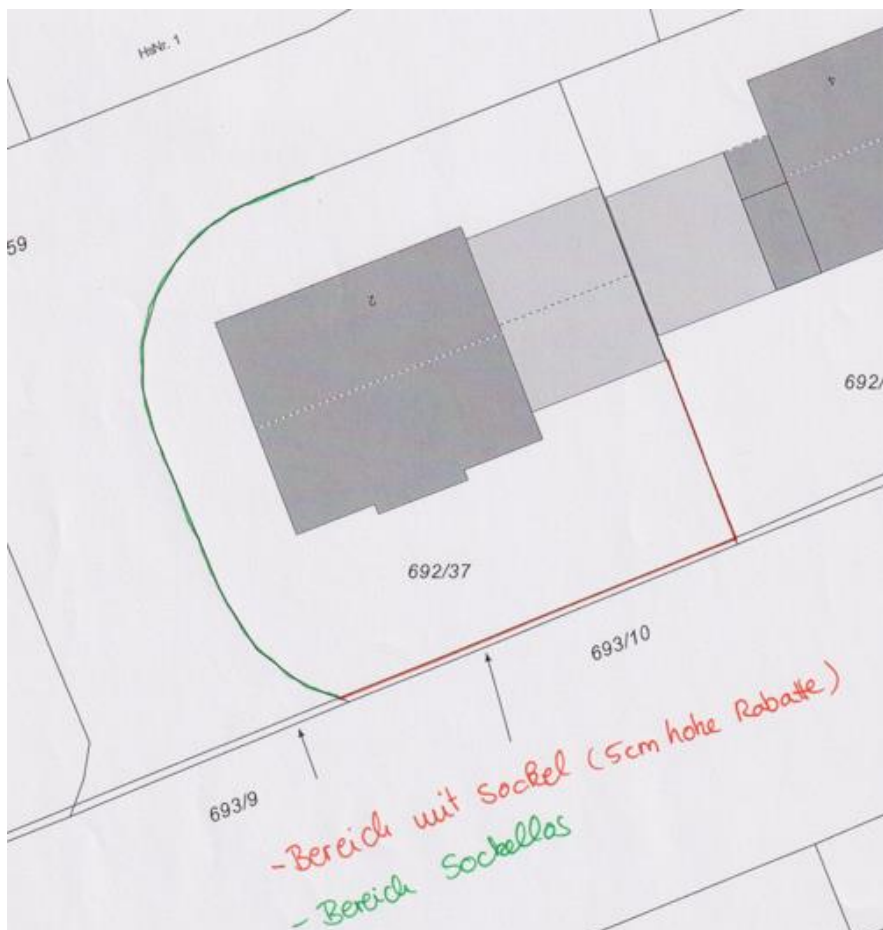 HsNr. 1
59
4
2
692/
692/37
693/10
693/9
- Bereich mit Sockel (5cm hohe Rabatte)
- Bereich Sockellos